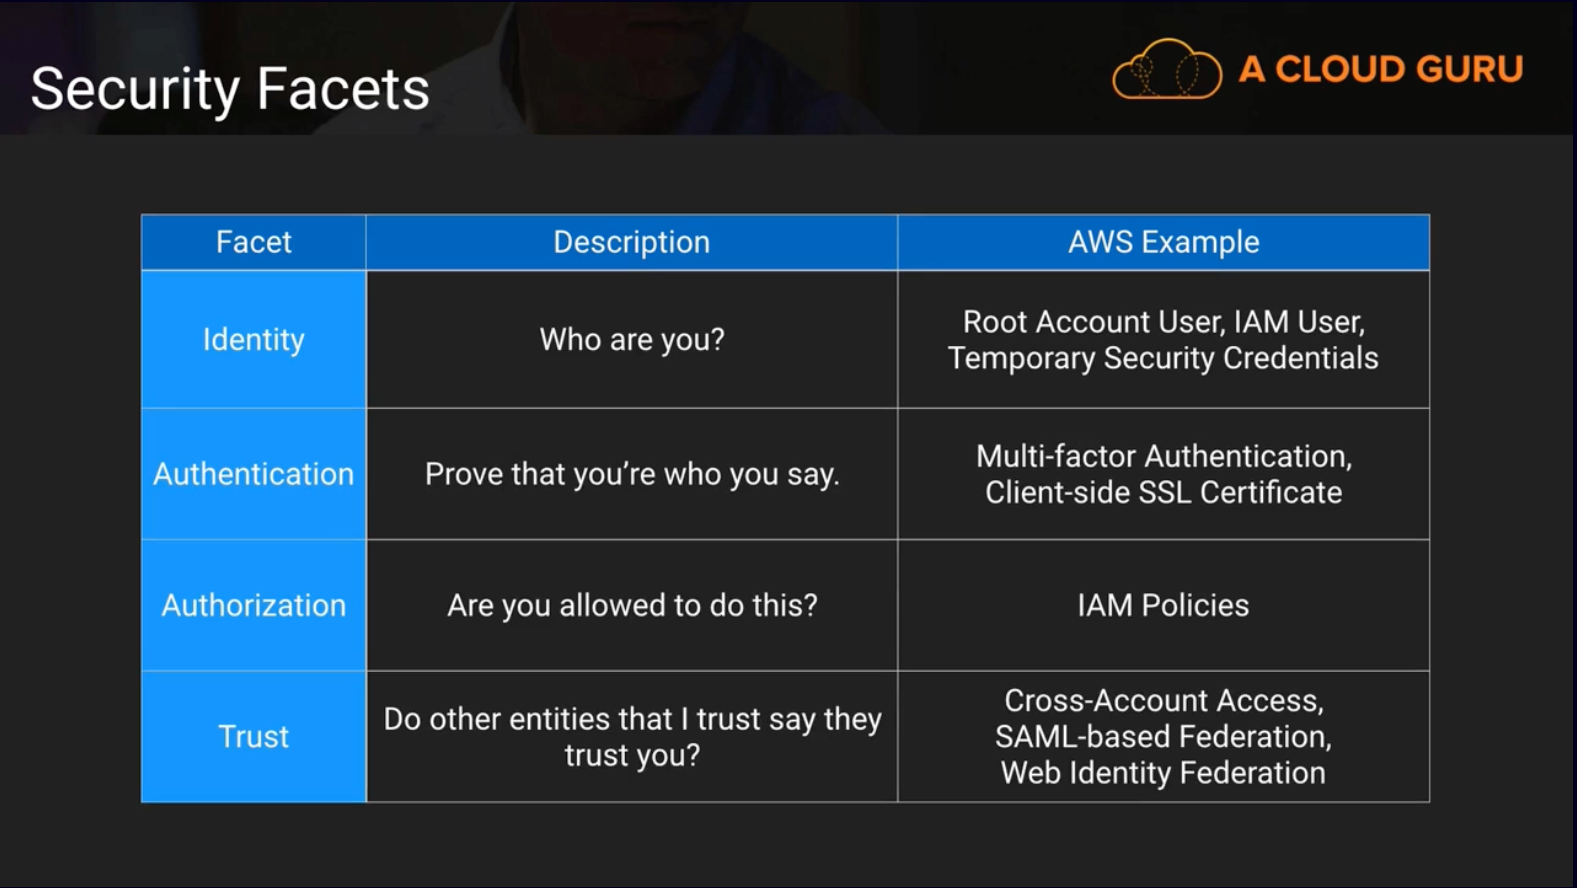 Security Facets
A CLOUD GURU
Facet
Description
AWS Example
Identity
Who are you?
Root Account User, IAM User,
Temporary Security Credentials
Authentication
Prove that you’re who you say.
Multi-factor Authentication,
Client-side SSL Certificate
Authorization
Are you allowed to do this?
IAM Policies
Trust
Do other entities that I trust say they
trust you?
Cross-Account Access,
SAML-based Federation,
Web Identity Federation